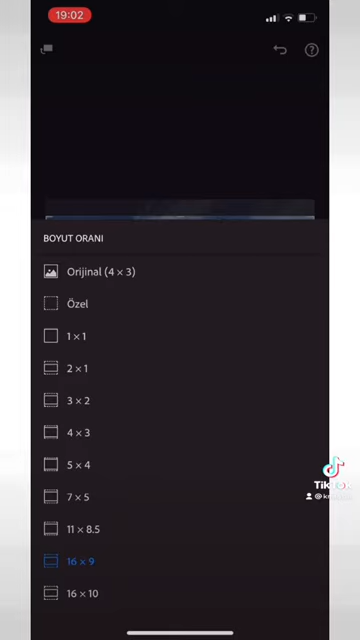 19:02
BOYUT ORANI
Orijinal (4 × 3)
Özel
1 × 1
2 × 1
3 × 2
4 × 3
5 × 4
7 × 5
11 × 8.5
16 × 9
16 × 10
TikTok